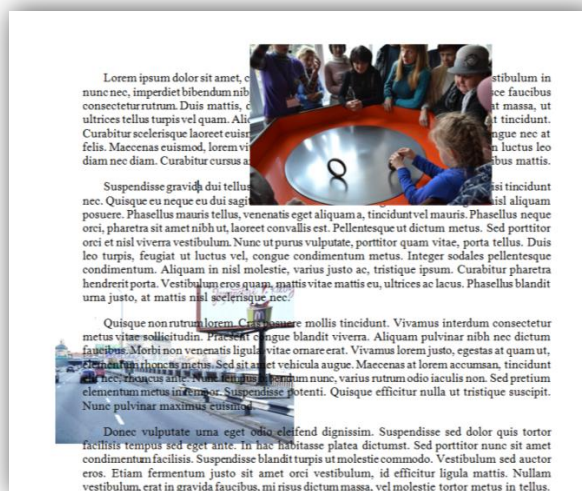 Lorem ipsum dolor sit amet, c stibulum in
nunc nec, imperdiet bibendum nib sce faucibus
consectetur rutrum. Duis mattis, d at massa, ut
ultrices tellus turpis vel quam. Alic t tincidunt.
Curabitur scelerisque laoreet euism ngue nec at
felis. Maecenas euismod, lorem vi n luctus leo
diam nec diam. Curabitur cursus a ibus mattis.
Suspendisse gravida dui tellus isi tincidunt
nec. Quisque eu neque eu dui sagit nisl aliquam
posuere. Phasellus mauris tellus, venenatis eget aliquam a, tincidunt vel mauris. Phasellus neque
orci, pharetra sit amet nibh ut, laoreet convallis est. Pellentesque ut dictum metus. Sed porttitor
orci et nisl viverra vestibulum. Nunc ut purus vulputate, porttitor quam vitae, porta tellus. Duis
leo turpis, feugiat ut luctus vel, congue condimentum metus. Integer sodales pellentesque
condimentum. Aliquam in nisl molestie, varius justo ac, tristique ipsum. Curabitur pharetra
hendrerit porta. Vestibulum eros quam, mattis vitae mattis eu, ultrices ac lacus. Phasellus blandit
urna justo, at mattis nisl scelerisque nec.
Quisque non rutrum lorem. Cras posuere mollis tincidunt. Vivamus interdum consectetur
metus vitae sollicitudin. Praesent congue blandit viverra. Aliquam pulvinar nibh nec dictum
faucibus. Morbi non venenatis ligula, vitae ornare erat. Vivamus lorem justo, egestas at quam ut,
elementum rhoncus metus. Sed sit amet vehicula augue. Maecenas at lorem accumsan, tincidunt
nec, rhoncus ante. Nunc tempus bibendum nunc, varius rutrum odio iaculis non. Sed pretium
elementum metus in tempor. Suspendisse potenti. Quisque efficitur nulla ut tristique suscipit.
Nunc pulvinar maximus euismod.
Donec vulputate urna eget odio eleifend dignissim. Suspendisse sed dolor quis tortor
facilisis tempus sed eget ante. In hac habitasse platea dictumst. Sed porttitor nunc sit amet
condimentum facilisis. Suspendisse blandit turpis ut molestie commodo. Vestibulum sed auctor
eros. Etiam fermentum justo sit amet orci vestibulum, id efficitur ligula mattis. Nullam
vestibulum, erat in gravida faucibus, mi risus dictum massa, vel molestie tortor metus in tellus.